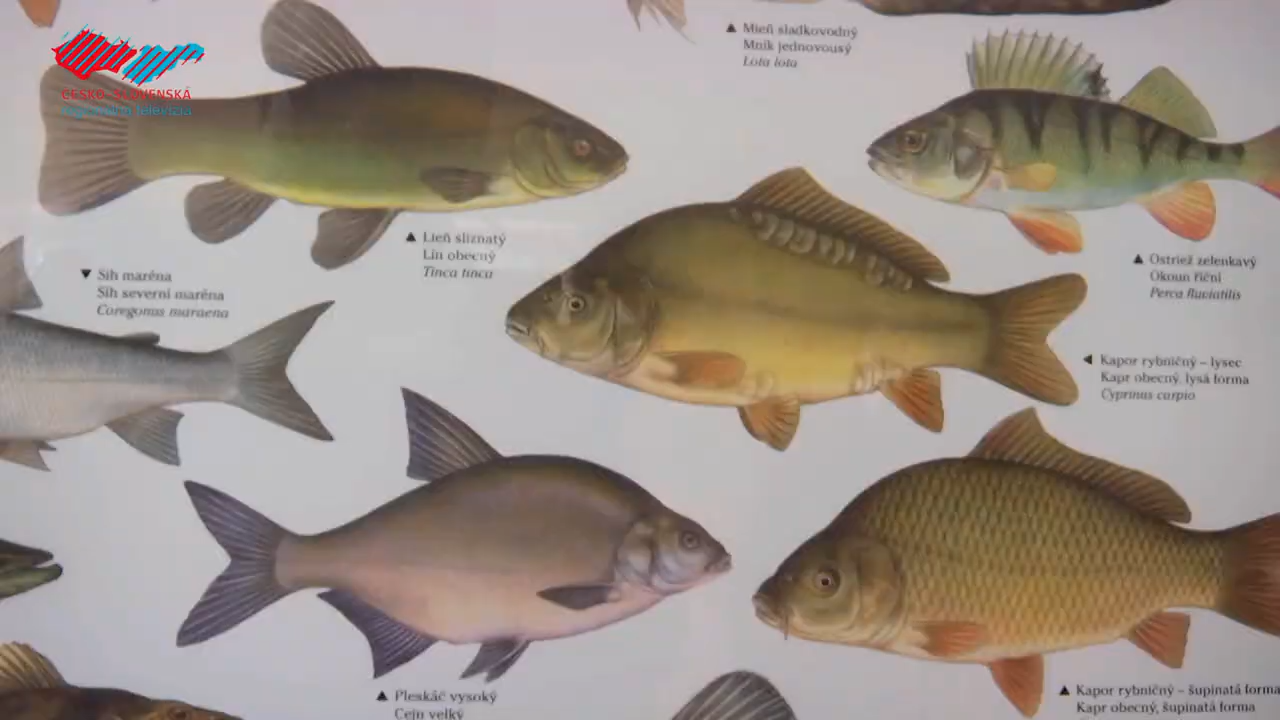 ČESKO-SLOVENSKÁ
regionálna televízia
▲ Mieň sladkovodný
Mník jednovousý
Lota lota
▲ Lieň sliznatý
Lín obecný
Tinca tinca
▲ Ostriež zelenkavý
Okoun říční
Perca fluviatilis
▼ Sih maréna
Síh severní maréna
Coregonus maraena
◄ Kapor rybničný – lysec
Kapr obecný, lysá forma
Cyprinus carpio
▲ Pleskáč vysoký
Cejn velký
▲ Kapor rybničný – šupinatá forma
Kapr obecný, šupinatá forma